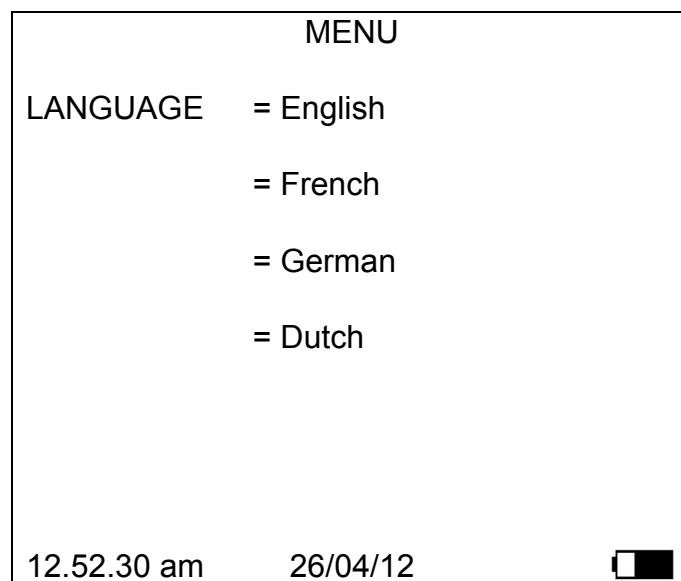 MENU
LANGUAGE = English
= French
= German
= Dutch
12.52.30 am 26/04/12